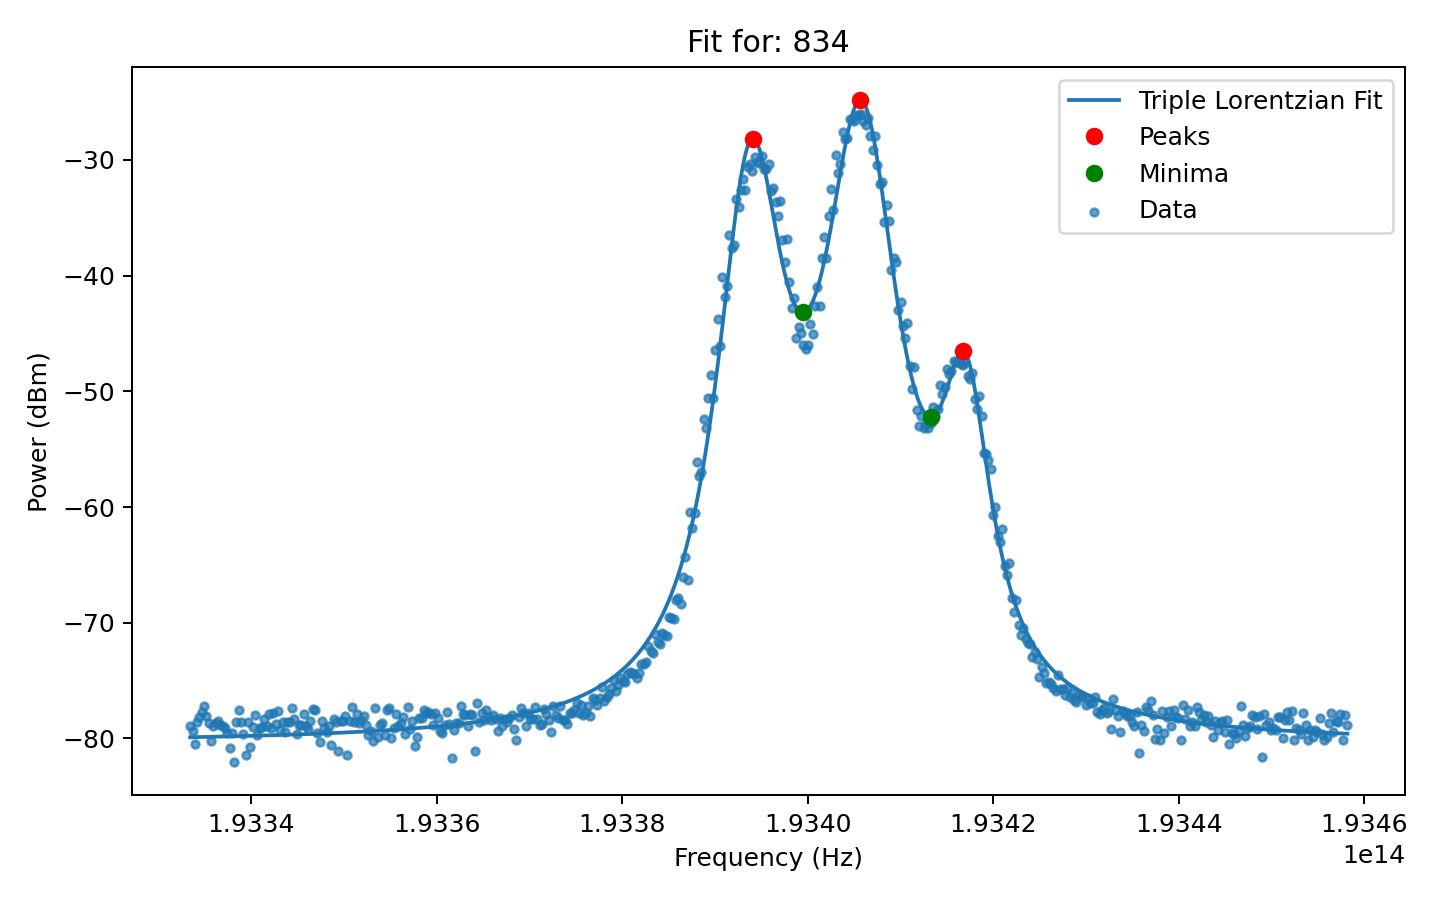 Fit for: 834
Triple Lorentzian Fit
Peaks
Minima
Data
Power (dBm)
−30
−40
−50
−60
−70
−80
1.9334 1.9336 1.9338 1.9340 1.9342 1.9344 1.9346
1e14
Frequency (Hz)